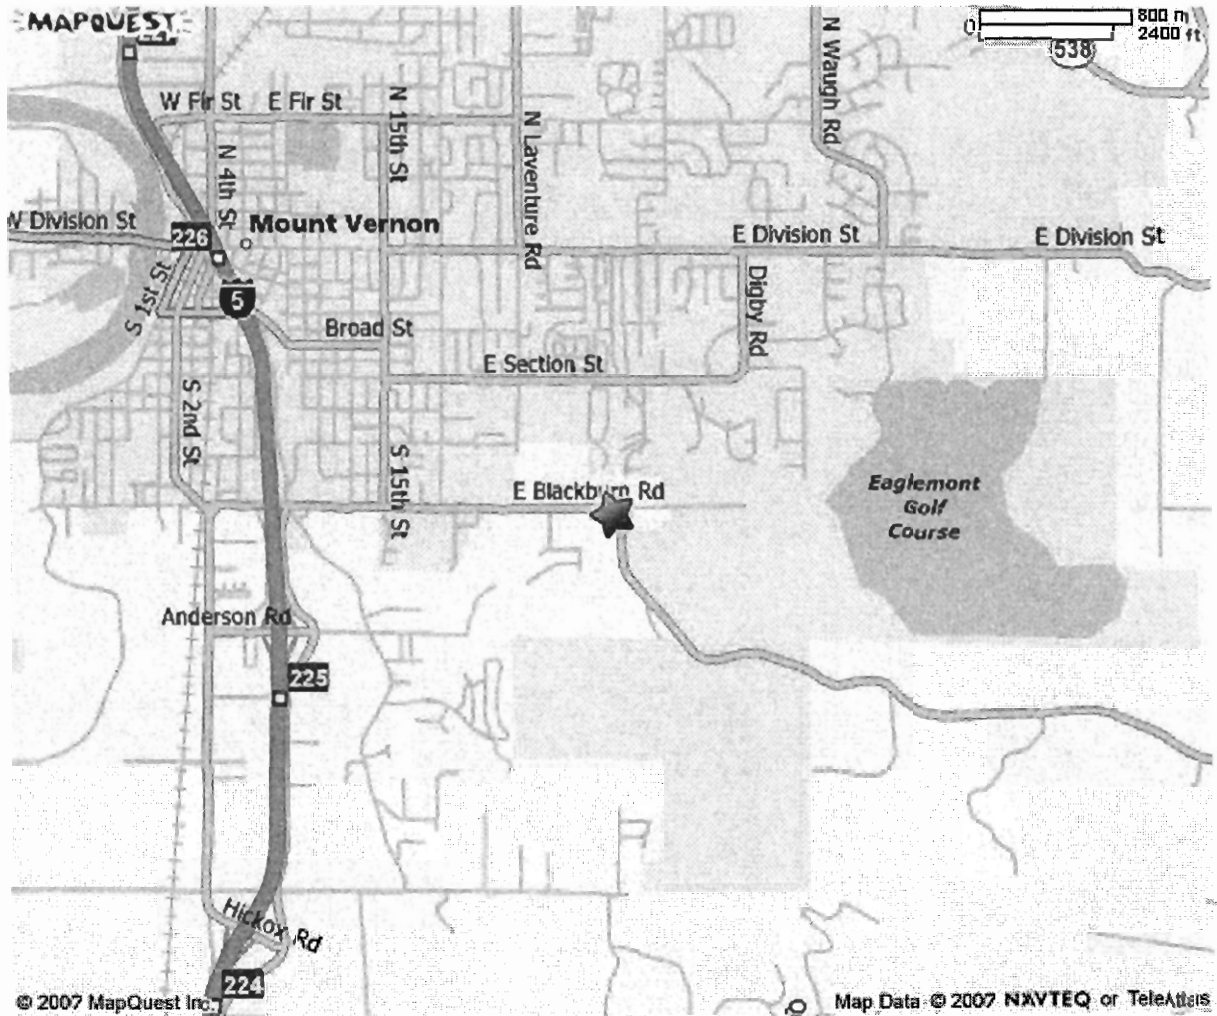 MAPQUEST
800 m
0
2400 ft
538
W Fir St
E Fir St
N 15th St
N Laventure Rd
N Waugh Rd
N 4th St
W Division St
226
Mount Vernon
E Division St
E Division St
S 1st St
5
Broad St
Digby Rd
E Section St
S 2nd St
S 15th St
E Blackburn Rd
Eaglemont
Golf
Course
Anderson Rd
225
Hickox Rd
224
© 2007 MapQuest Inc.
Map Data © 2007 NAVTEQ or TeleAtlas